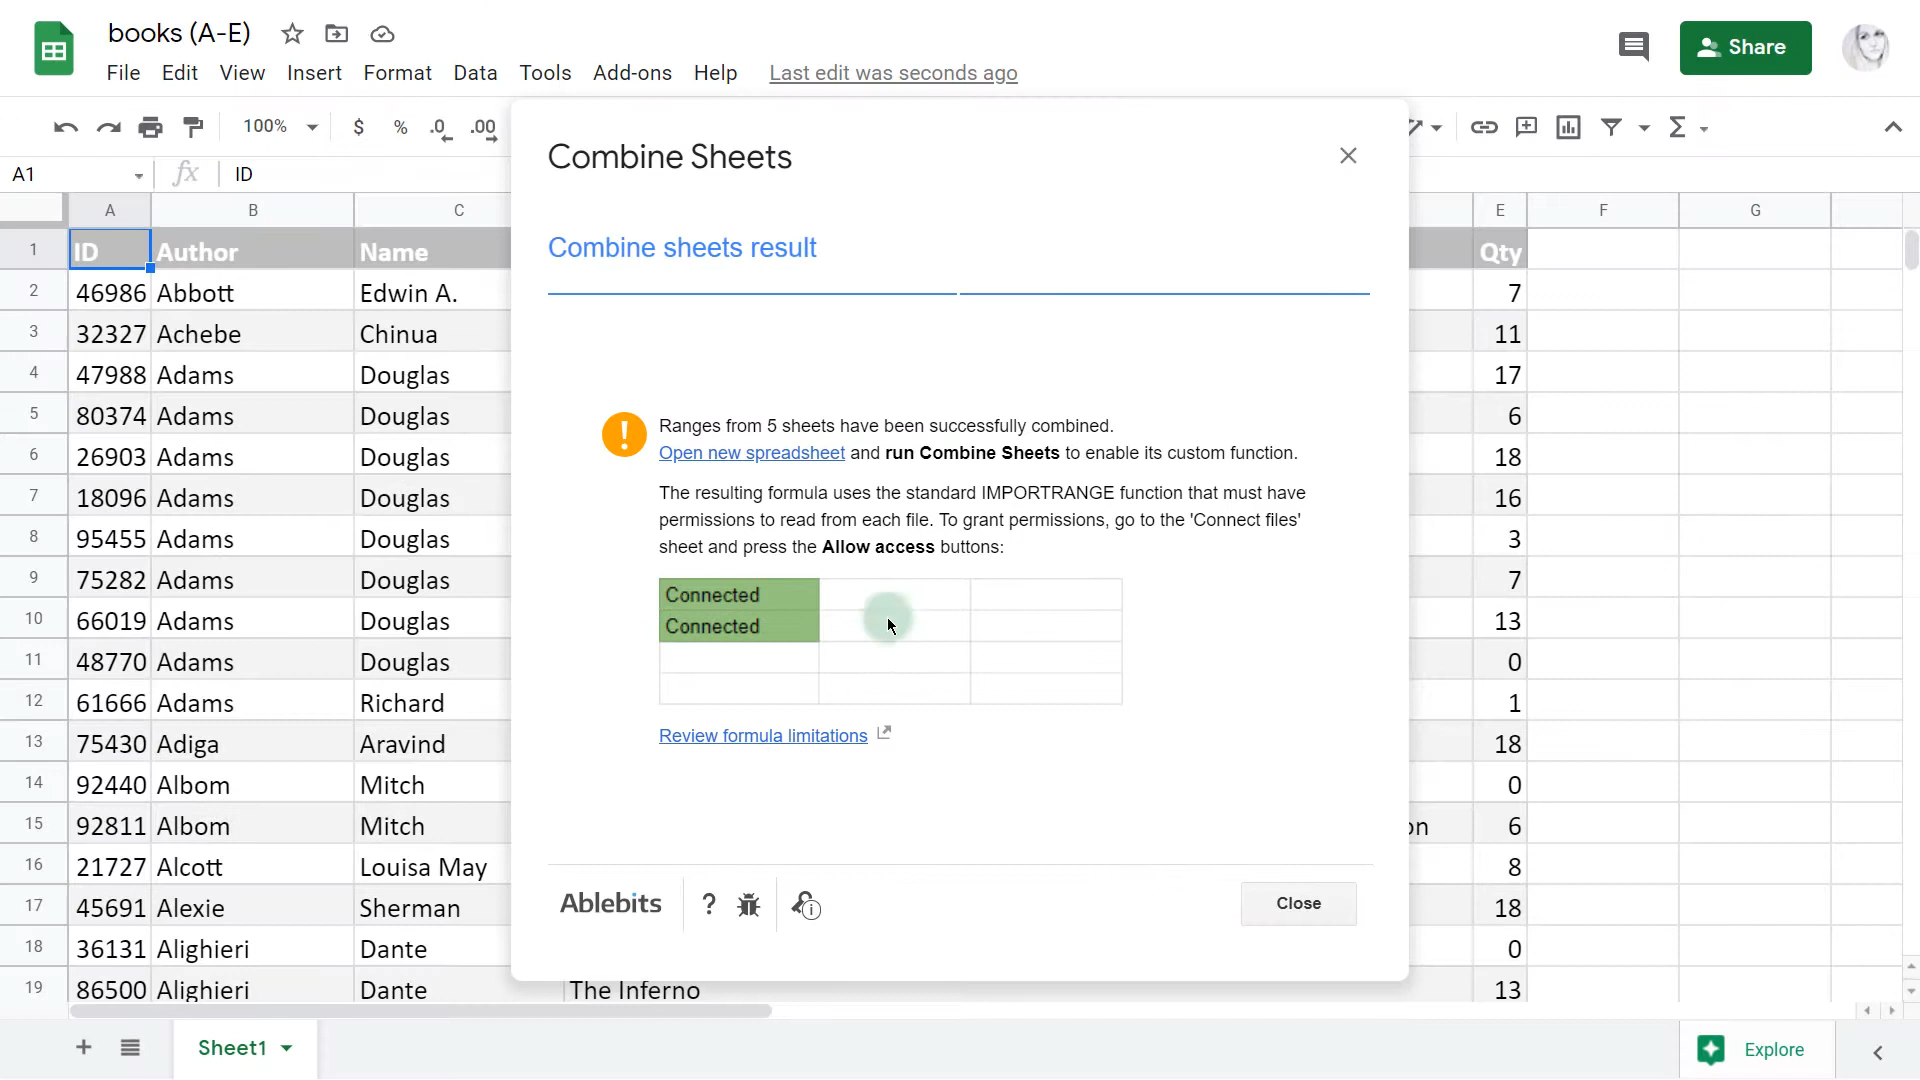 books (A-E)
File Edit View Insert Format Data Tools Add-ons Help Last edit was seconds ago
Share
100% $ % .0 .00
A1 fx ID
Combine Sheets
Combine sheets result
Ranges from 5 sheets have been successfully combined.
Open new spreadsheet and run Combine Sheets to enable its custom function.
The resulting formula uses the standard IMPORTRANGE function that must have
permissions to read from each file. To grant permissions, go to the 'Connect files'
sheet and press the Allow access buttons:
Connected
Connected
Review formula limitations
Ablebits ? Close
A B C E F G
1 ID Author Name Qty
2 46986 Abbott Edwin A. 7
3 32327 Achebe Chinua 11
4 47988 Adams Douglas 17
5 80374 Adams Douglas 6
6 26903 Adams Douglas 18
7 18096 Adams Douglas 16
8 95455 Adams Douglas 3
9 75282 Adams Douglas 7
10 66019 Adams Douglas 13
11 48770 Adams Douglas 0
12 61666 Adams Richard 1
13 75430 Adiga Aravind 18
14 92440 Albom Mitch 0
15 92811 Albom Mitch on 6
16 21727 Alcott Louisa May 8
17 45691 Alexie Sherman 18
18 36131 Alighieri Dante 0
19 86500 Alighieri Dante The Inferno 13
Sheet1
Explore